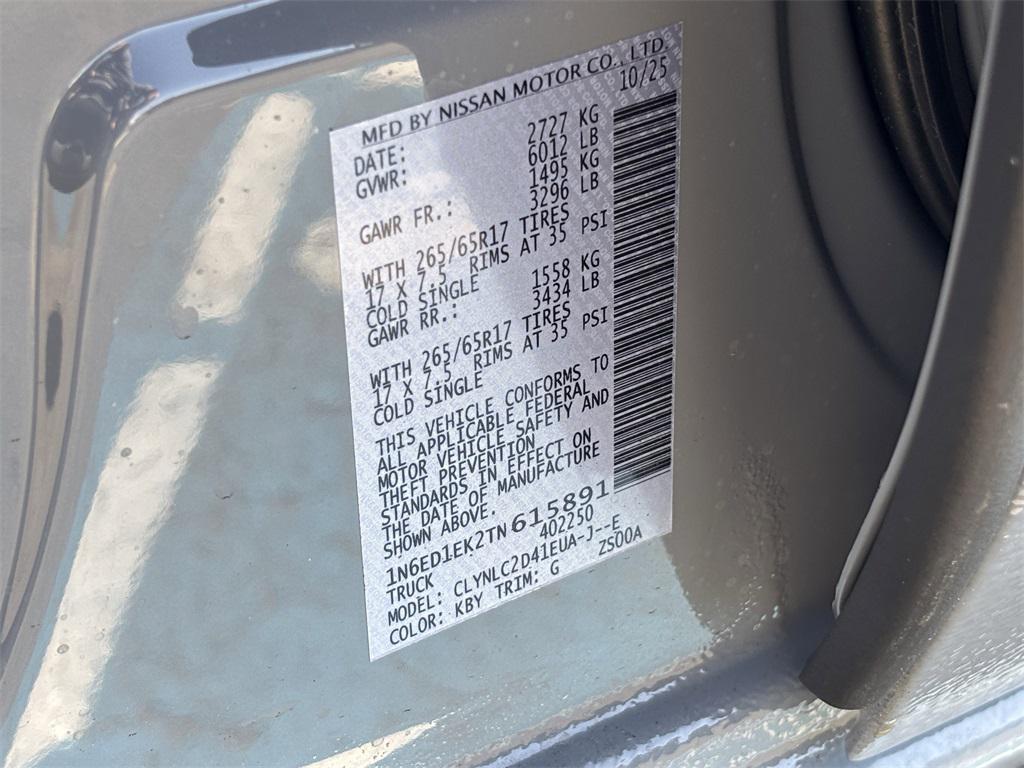 MFD BY NISSAN MOTOR CO., LTD.
DATE: 10/25
GVWR: 2727 KG
6012 LB
GAWR FR.: 1495 KG
3296 LB
WITH 265/65R17 TIRES
17 X 7.5 RIMS AT 35 PSI
COLD SINGLE
GAWR RR.: 1558 KG
3434 LB
WITH 265/65R17 TIRES
17 X 7.5 RIMS AT 35 PSI
COLD SINGLE
THIS VEHICLE CONFORMS TO
ALL APPLICABLE FEDERAL
MOTOR VEHICLE SAFETY AND
THEFT PREVENTION
STANDARDS IN EFFECT ON
THE DATE OF MANUFACTURE
SHOWN ABOVE.
1N6ED1EK2TN615891
TRUCK 402250
MODEL: CLYNLC2D41EUA-J--E
COLOR: KBY TRIM: G ZS00A